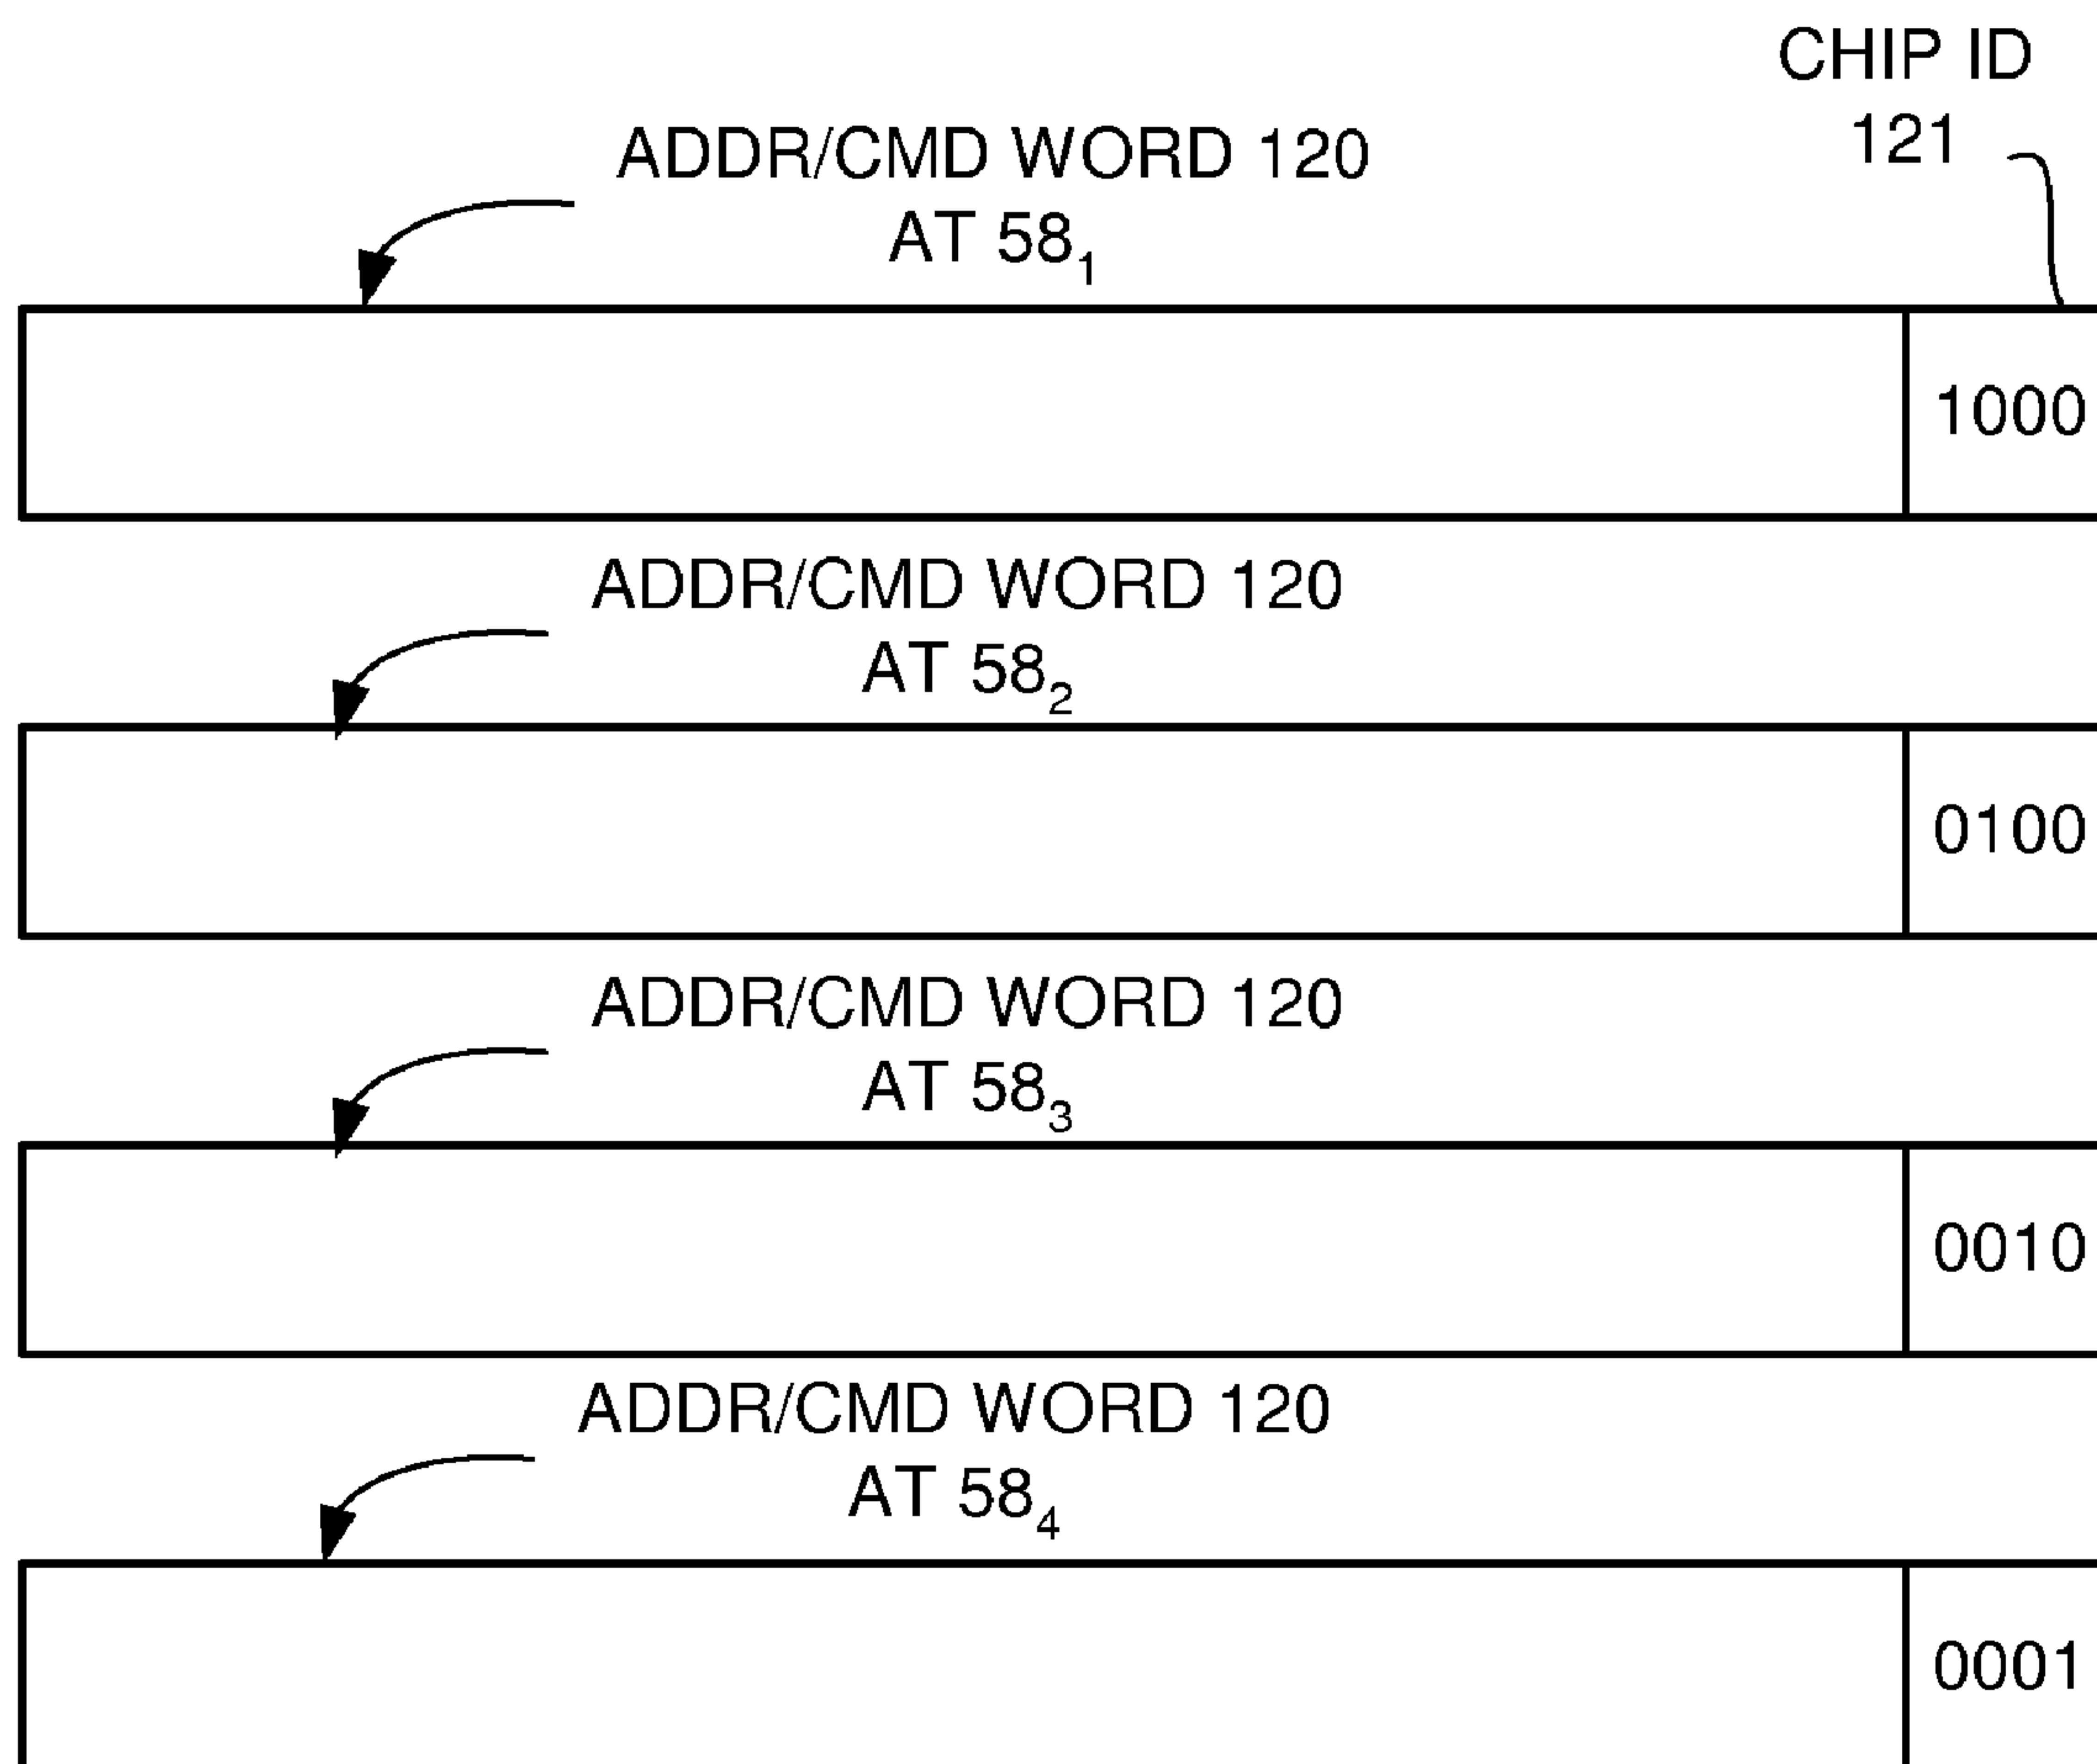 CHIP ID
121
ADDR/CMD WORD 120
AT 58₁
1000
ADDR/CMD WORD 120
AT 58₂
0100
ADDR/CMD WORD 120
AT 58₃
0010
ADDR/CMD WORD 120
AT 58₄
0001